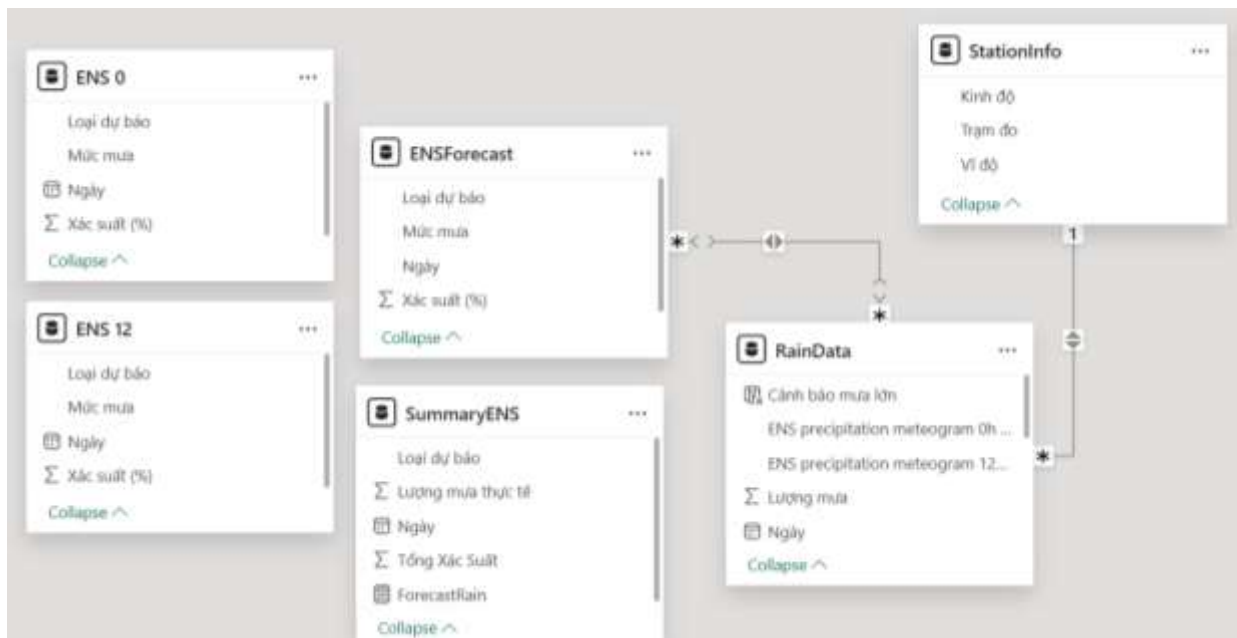 ENS 0
Loại dự báo
Mức mưa
Ngày
Xác suất (%)
Collapse
ENS 12
Loại dự báo
Mức mưa
Ngày
Xác suất (%)
Collapse
ENSForecast
Loại dự báo
Mức mưa
Ngày
Xác suất (%)
Collapse
SummaryENS
Loại dự báo
Lượng mưa thực tế
Ngày
Tổng Xác Suất
ForecastRain
Collapse
StationInfo
Kinh độ
Trạm đo
Vĩ độ
Collapse
1
*
*
RainData
Cảnh báo mưa lớn
ENS precipitation meteogram 0h ...
ENS precipitation meteogram 12...
Lượng mưa
Ngày
Collapse
*